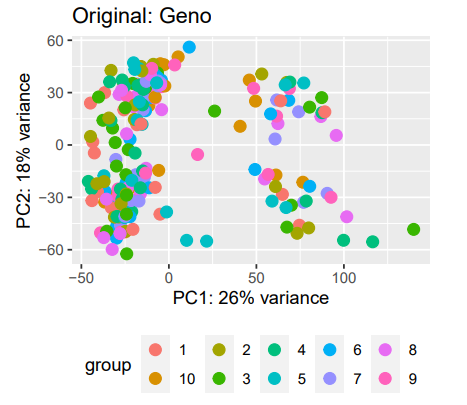 Original: Geno
PC2: 18% variance
60
30
0
−30
−60
−50 0 50 100
PC1: 26% variance
group
1 2 4 6 8
10 3 5 7 9